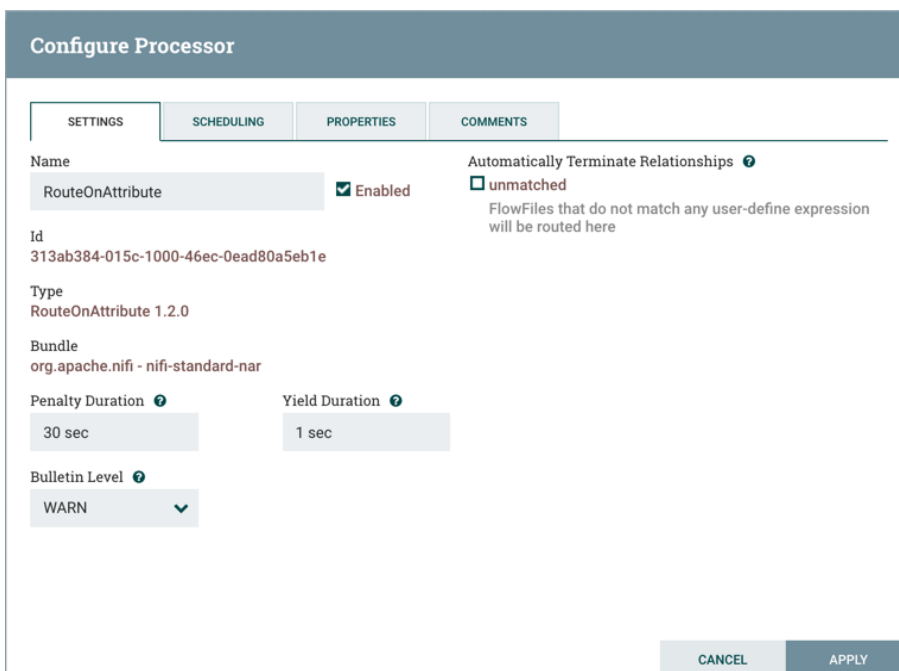 Configure Processor
SETTINGS
SCHEDULING
PROPERTIES
COMMENTS
Name
RouteOnAttribute
Enabled
Id
313ab384-015c-1000-46ec-0ead80a5eb1e
Type
RouteOnAttribute 1.2.0
Bundle
org.apache.nifi - nifi-standard-nar
Penalty Duration ?
Yield Duration ?
30 sec
1 sec
Bulletin Level ?
WARN
Automatically Terminate Relationships ?
unmatched
FlowFiles that do not match any user-define expression
will be routed here
CANCEL
APPLY